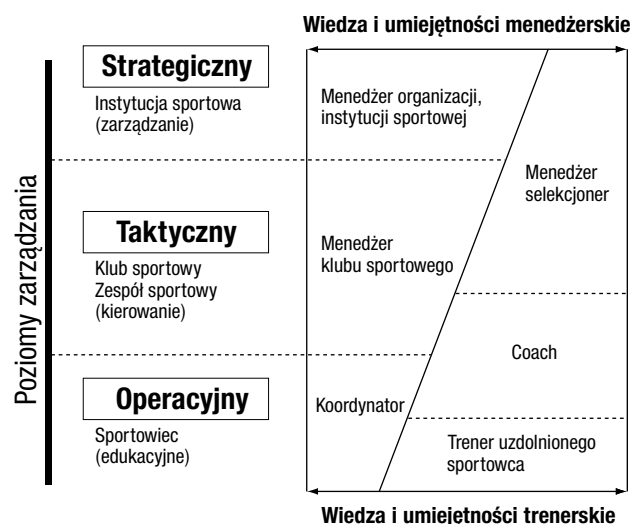 Wiedza i umiejętności menedżerskie
Poziomy zarządzania
Strategiczny
Instytucja sportowa
(zarządzanie)
Menedżer organizacji,
instytucji sportowej
Menedżer
selekcjoner
Taktyczny
Klub sportowy
Zespół sportowy
(kierowanie)
Menedżer
klubu sportowego
Coach
Operacyjny
Sportowiec
(edukacyjne)
Koordynator
Trener uzdolnionego
sportowca
Wiedza i umiejętności trenerskie